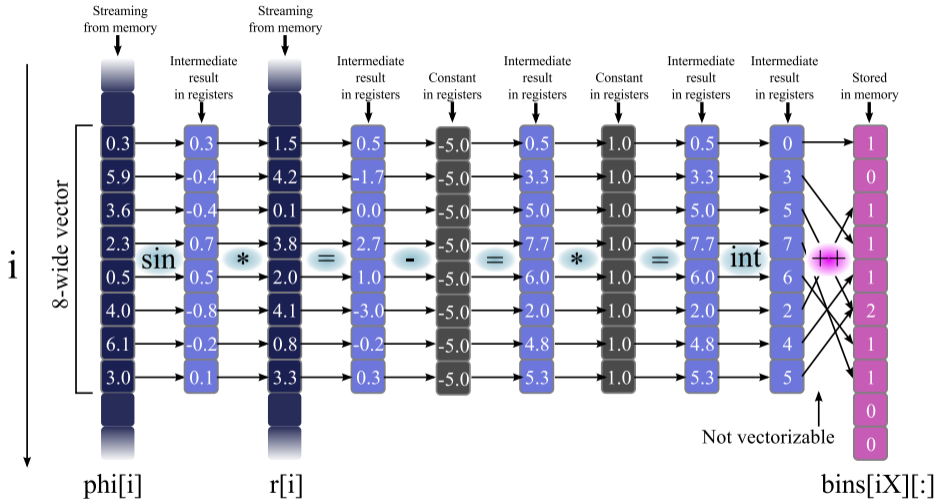 Streaming
from memory
Streaming
from memory
Intermediate
result
in registers
Intermediate
result
in registers
Constant
in registers
Intermediate
result
in registers
Constant
in registers
Intermediate
result
in registers
Intermediate
result
in registers
Stored
in memory
i
8-wide vector
0.3 0.3 1.5 0.5 -5.0 0.5 1.0 0.5 0 1
5.9 -0.4 4.2 -1.7 -5.0 3.3 1.0 3.3 3 0
3.6 -0.4 0.1 0.0 -5.0 5.0 1.0 5.0 5 1
2.3 0.7 3.8 2.7 -5.0 7.7 1.0 7.7 7 1
sin * = - = * = int ++
0.5 0.5 2.0 1.0 -5.0 6.0 1.0 6.0 6 1
4.0 -0.8 4.1 -3.0 -5.0 2.0 1.0 2.0 2 2
6.1 -0.2 0.8 -0.2 -5.0 4.8 1.0 4.8 4 1
3.0 0.1 3.3 0.3 -5.0 5.3 1.0 5.3 5 1
0
0
Not vectorizable
phi[i]
r[i]
bins[iX][:]